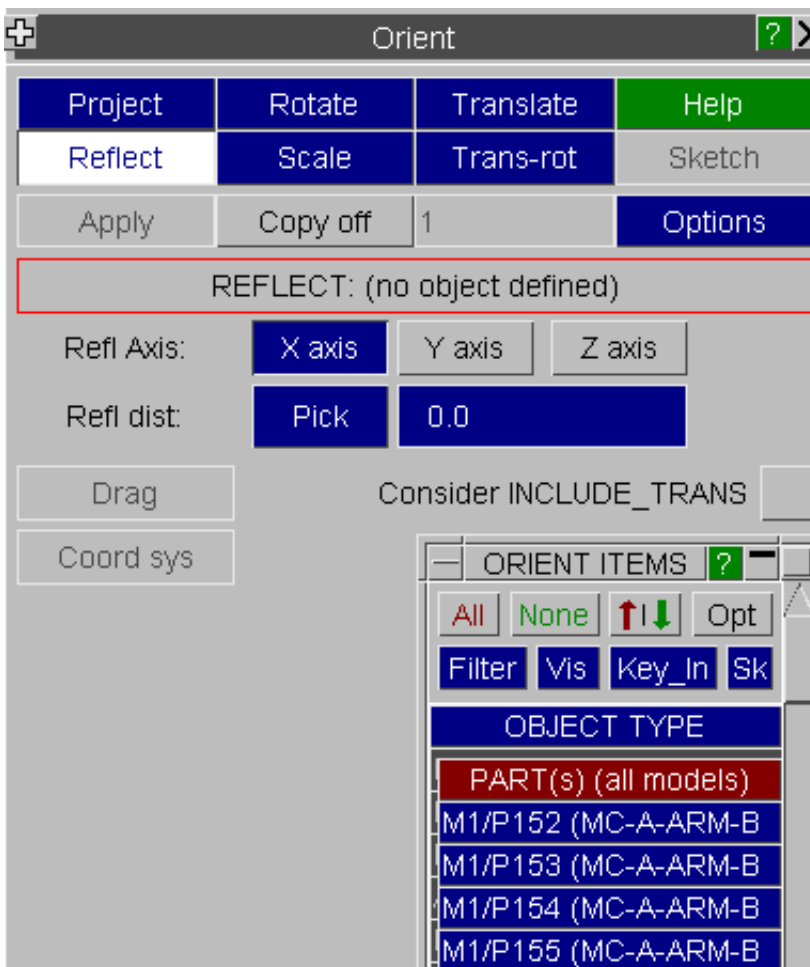 Orient ?
Project Rotate Translate Help
Reflect Scale Trans-rot Sketch
Apply Copy off 1 Options
REFLECT: (no object defined)
Refl Axis: X axis Y axis Z axis
Refl dist: Pick 0.0
Drag Consider INCLUDE_TRANS
Coord sys
ORIENT ITEMS ?
All None Opt
Filter Vis Key_In Sk
OBJECT TYPE
PART(s) (all models)
M1/P152 (MC-A-ARM-B
M1/P153 (MC-A-ARM-B
M1/P154 (MC-A-ARM-B
M1/P155 (MC-A-ARM-B